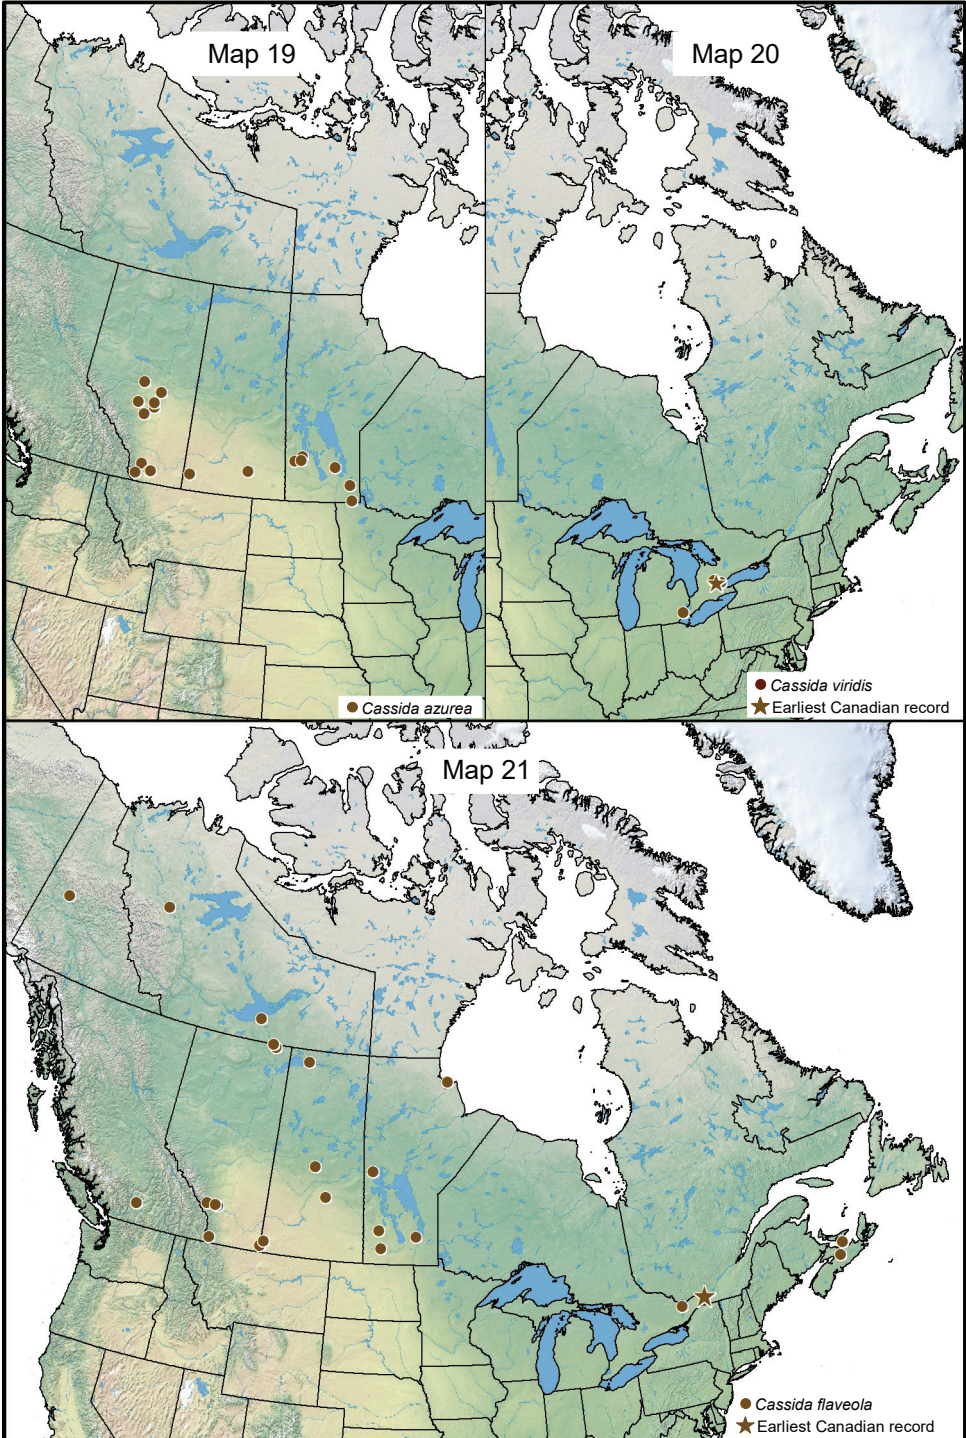 Map 19
Map 20
Cassida azurea
Cassida viridis
Earliest Canadian record
Map 21
Cassida flaveola
Earliest Canadian record